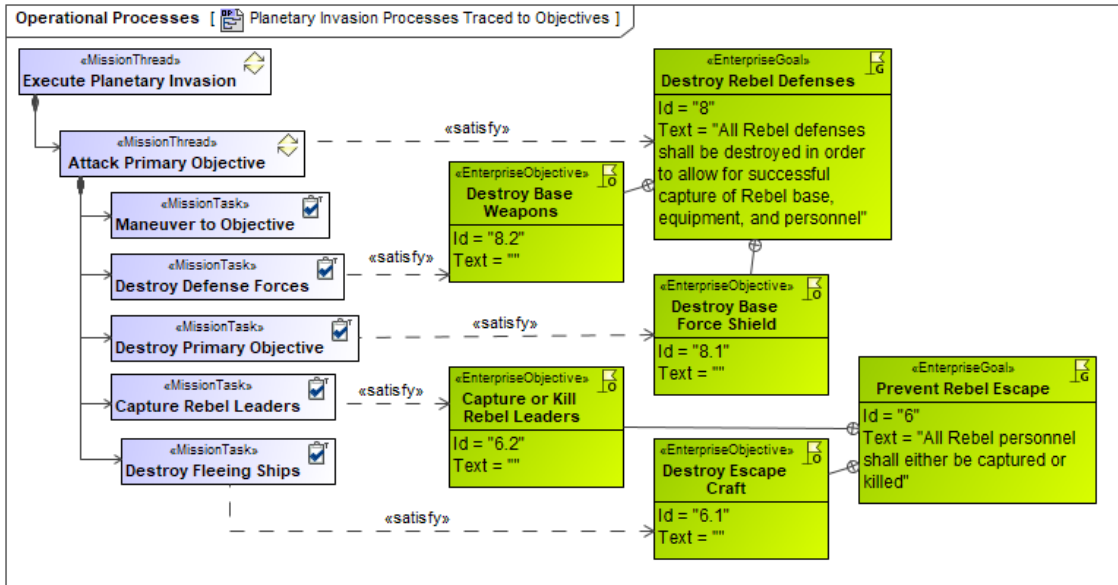 Operational Processes [ Planetary Invasion Processes Traced to Objectives ]
«MissionThread»
Execute Planetary Invasion
«MissionThread»
Attack Primary Objective
«MissionTask»
Maneuver to Objective
«MissionTask»
Destroy Defense Forces
«MissionTask»
Destroy Primary Objective
«MissionTask»
Capture Rebel Leaders
«MissionTask»
Destroy Fleeing Ships
«satisfy»
«satisfy»
«satisfy»
«satisfy»
«satisfy»
«EnterpriseGoal»
Destroy Rebel Defenses
Id = "8"
Text = "All Rebel defenses
shall be destroyed in order
to allow for successful
capture of Rebel base,
equipment, and personnel"
«EnterpriseObjective»
Destroy Base
Weapons
Id = "8.2"
Text = ""
«EnterpriseObjective»
Destroy Base
Force Shield
Id = "8.1"
Text = ""
«EnterpriseObjective»
Capture or Kill
Rebel Leaders
Id = "6.2"
Text = ""
«EnterpriseGoal»
Prevent Rebel Escape
Id = "6"
Text = "All Rebel personnel
shall either be captured or
killed"
«EnterpriseObjective»
Destroy Escape
Craft
Id = "6.1"
Text = ""